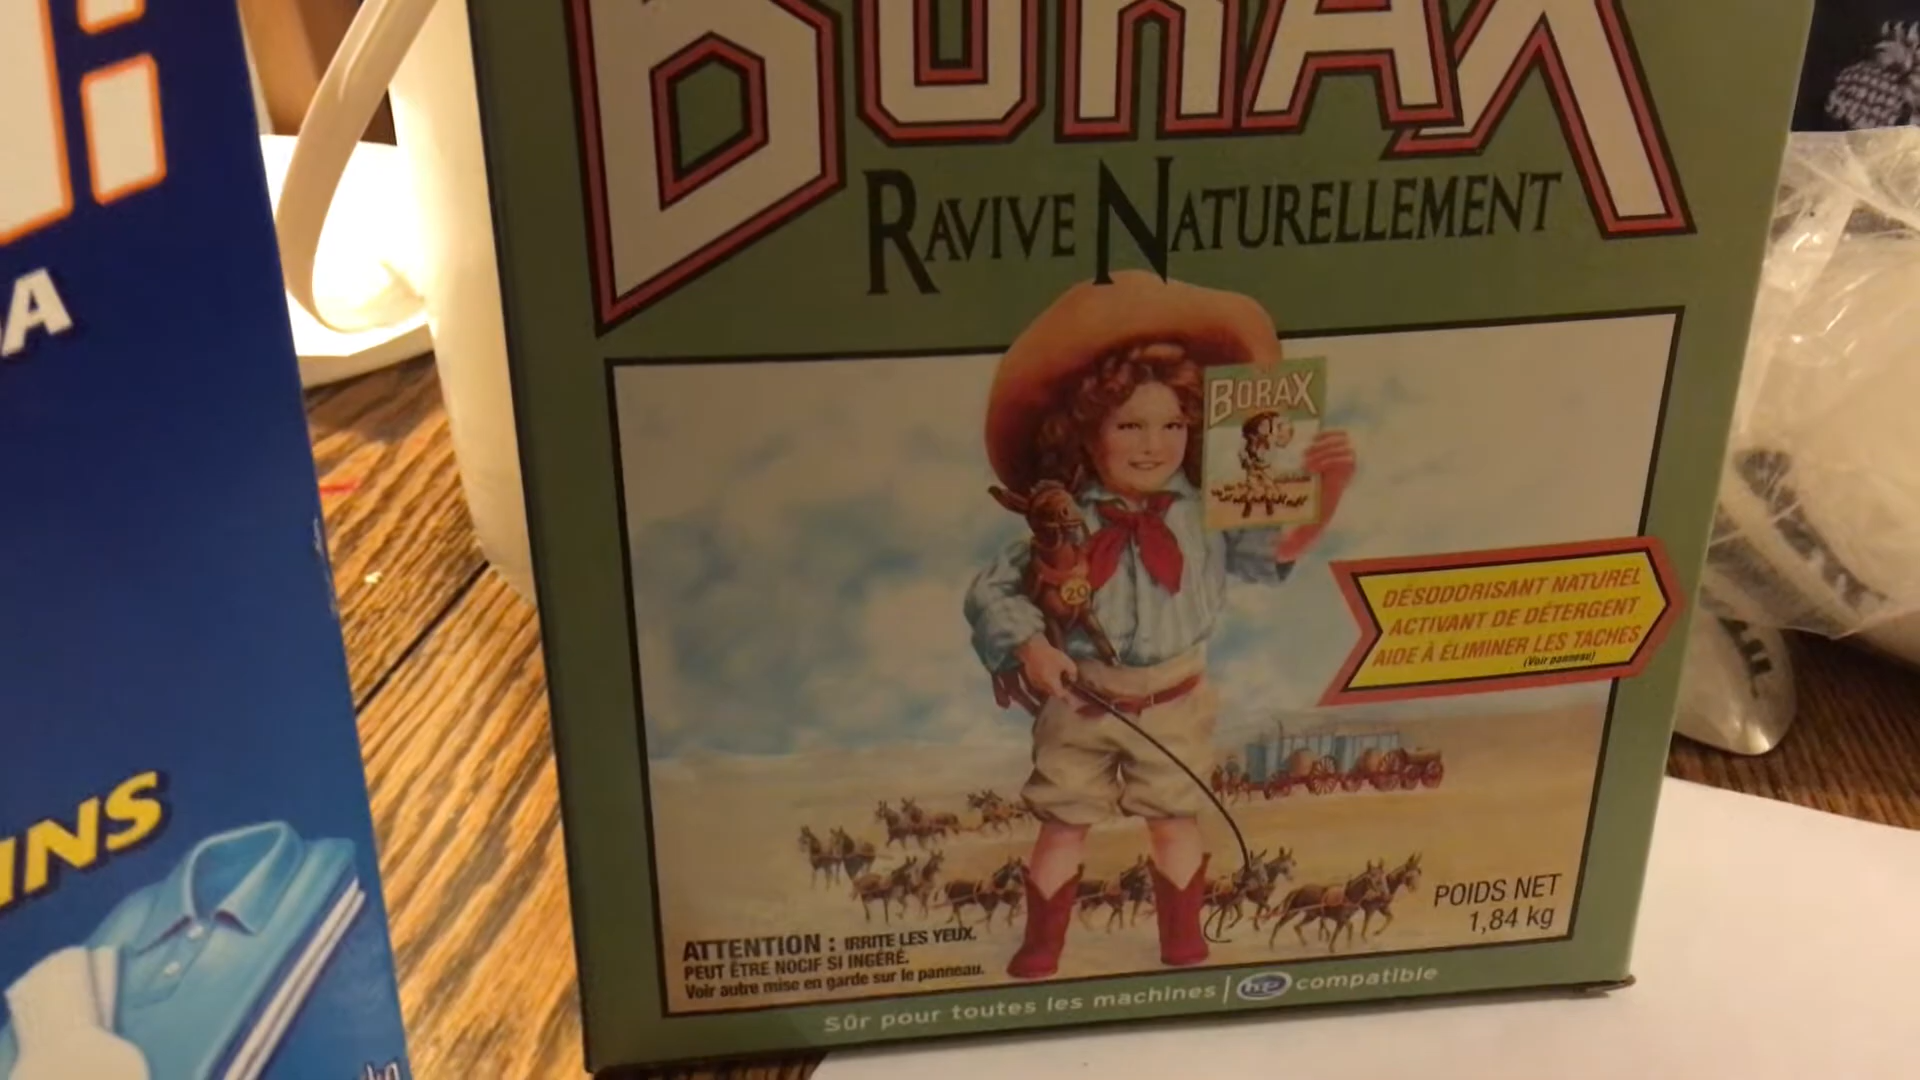 BORAX
RAVIVE NATURELLEMENT
BORAX
20
DÉSODORISANT NATUREL
ACTIVANT DE DÉTERGENT
AIDE À ÉLIMINER LES TACHES
(Voir panneau)
POIDS NET
1,84 kg
ATTENTION : IRRITE LES YEUX.
PEUT ÊTRE NOCIF SI INGÉRÉ.
Voir autre mise en garde sur le panneau.
Sûr pour toutes les machines | he compatible